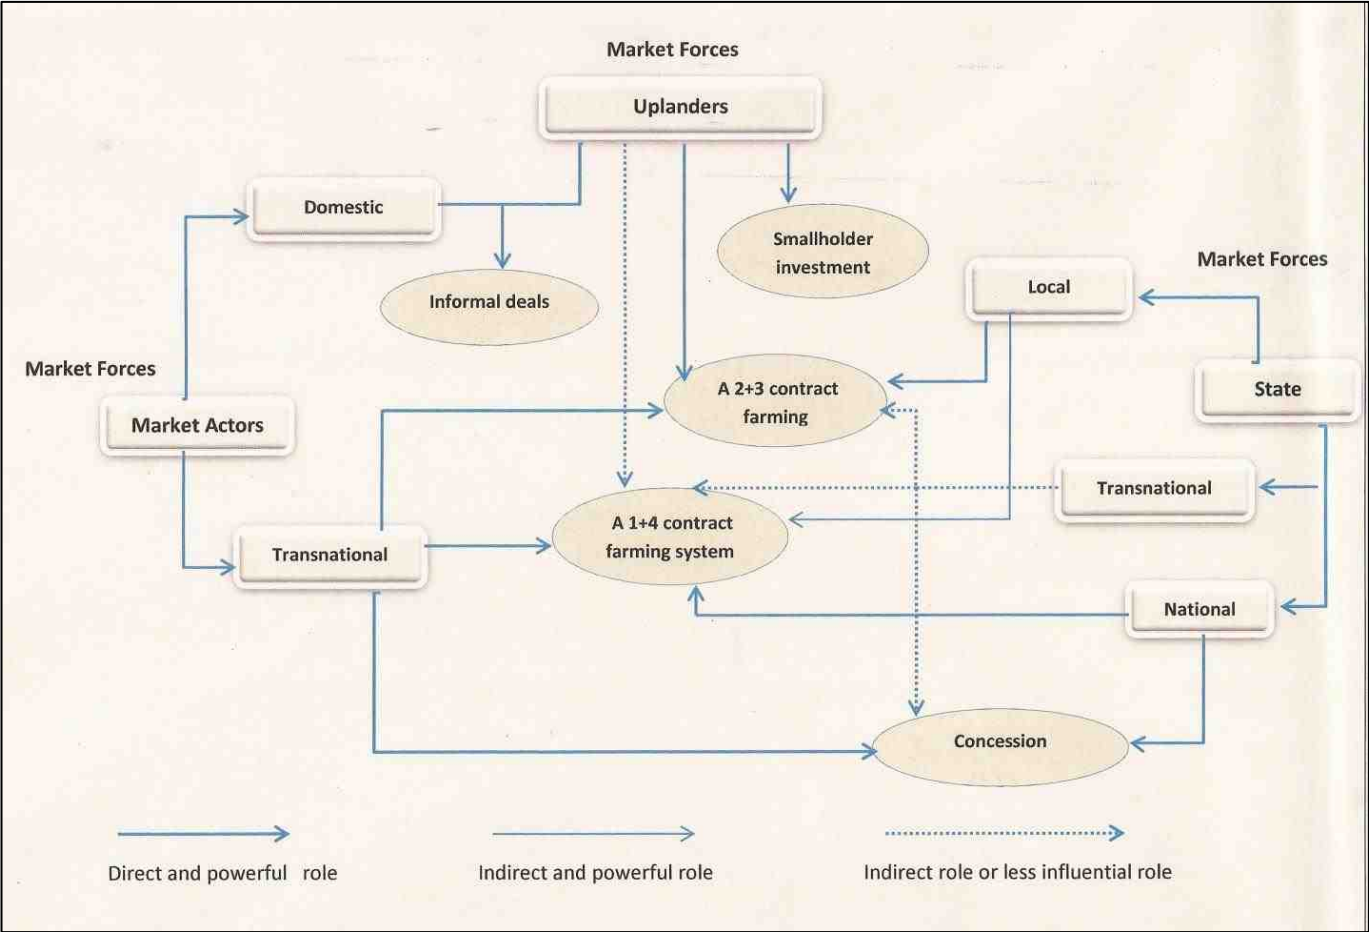 Market Forces
Uplanders
Domestic
Smallholder
investment
Market Forces
Local
Informal deals
Market Forces
State
A 2+3 contract
farming
Market Actors
Transnational
A 1+4 contract
farming system
Transnational
National
Concession
Direct and powerful role
Indirect and powerful role
Indirect role or less influential role